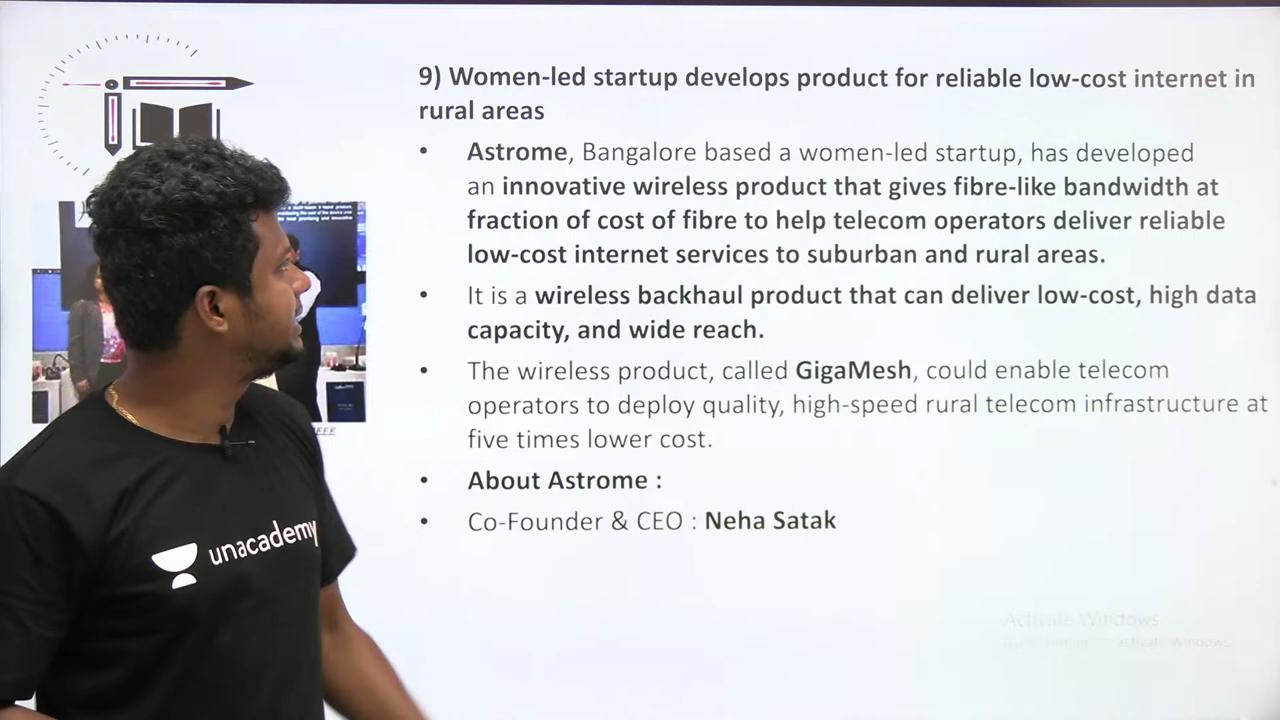 9) Women-led startup develops product for reliable low-cost internet in
rural areas
• Astrome, Bangalore based a women-led startup, has developed
an innovative wireless product that gives fibre-like bandwidth at
fraction of cost of fibre to help telecom operators deliver reliable
low-cost internet services to suburban and rural areas.
• It is a wireless backhaul product that can deliver low-cost, high data
capacity, and wide reach.
• The wireless product, called GigaMesh, could enable telecom
operators to deploy quality, high-speed rural telecom infrastructure at
five times lower cost.
• About Astrome :
• Co-Founder & CEO : Neha Satak
unacademy
Activate Windows
activate Windows.